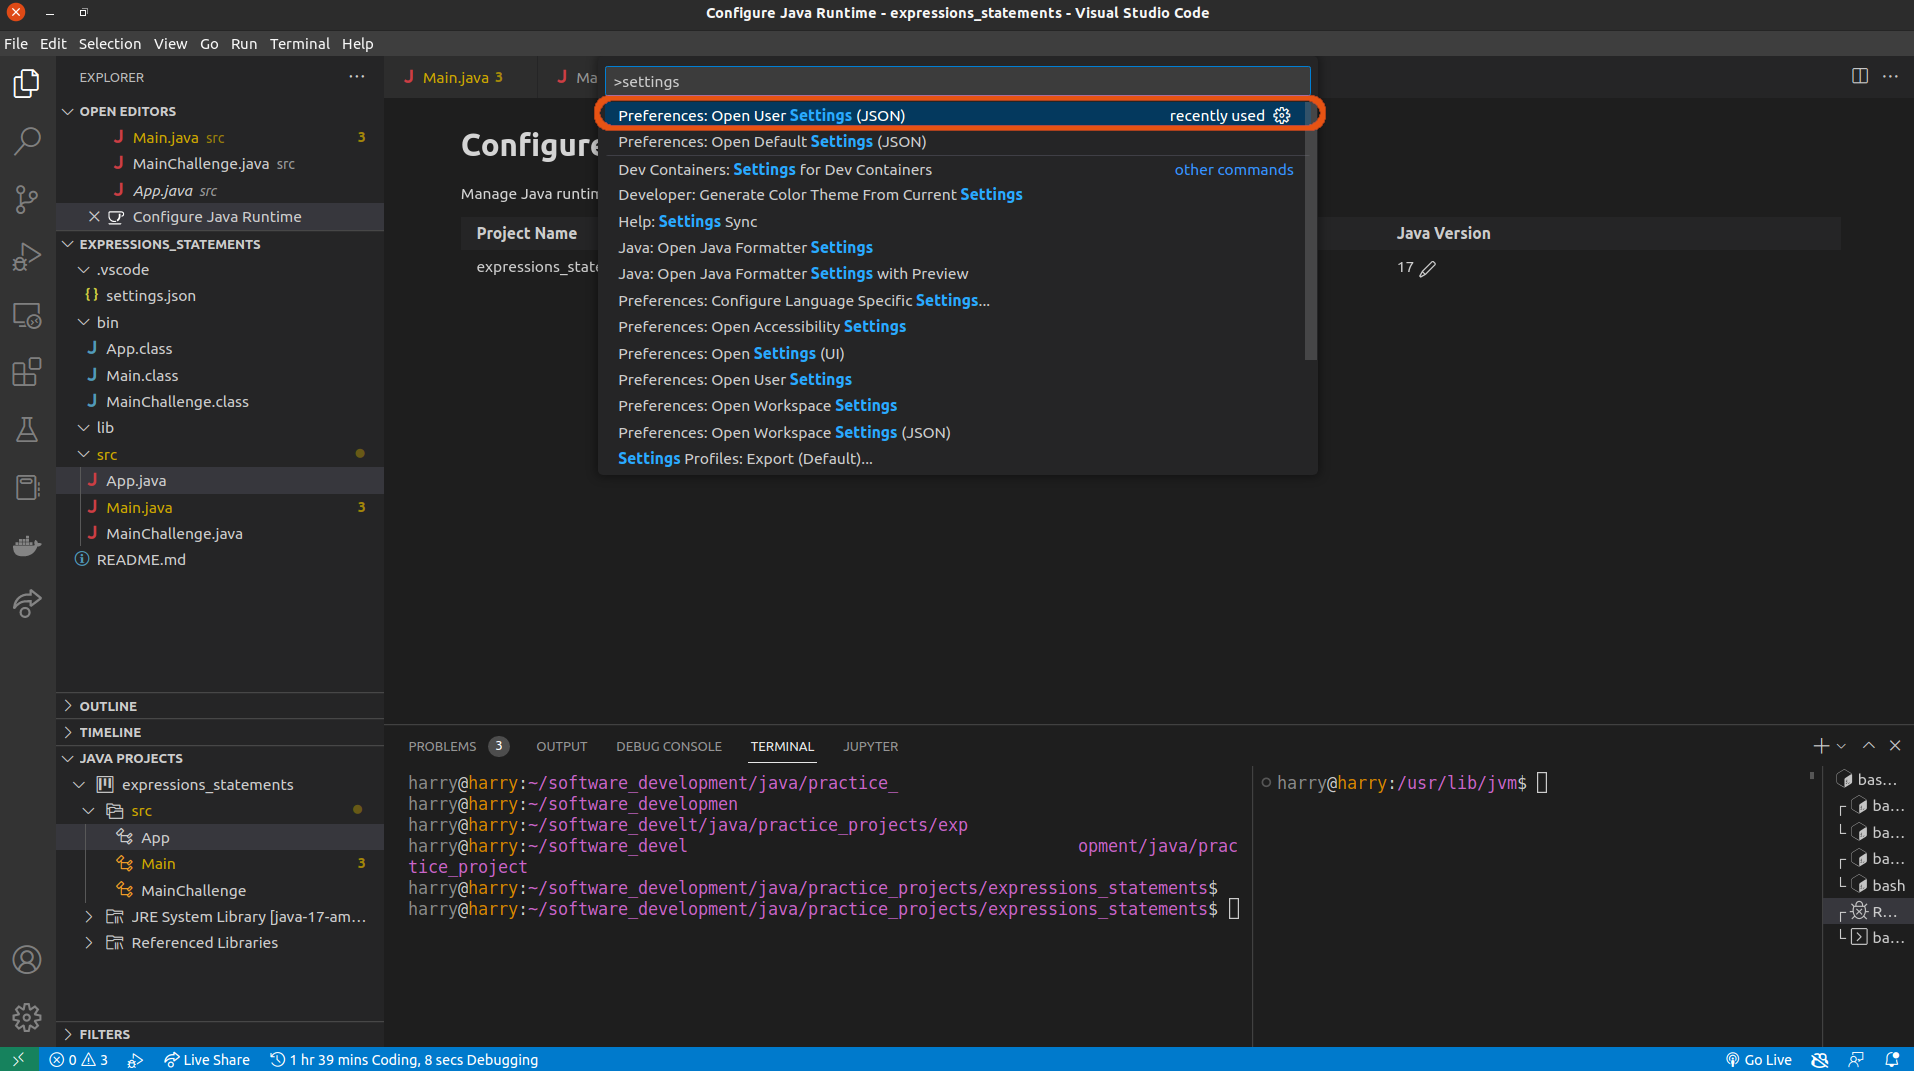 Configure Java Runtime - expressions_statements - Visual Studio Code
File Edit Selection View Go Run Terminal Help
EXPLORER
OPEN EDITORS
Main.java src 3
MainChallenge.java src
App.java src
Configure Java Runtime
EXPRESSIONS_STATEMENTS
.vscode
{} settings.json
bin
App.class
Main.class
MainChallenge.class
lib
src
App.java
Main.java 3
MainChallenge.java
README.md
OUTLINE
TIMELINE
JAVA PROJECTS
expressions_statements
src
App
Main 3
MainChallenge
JRE System Library [java-17-am...
Referenced Libraries
FILTERS
Main.java 3
Ma
>settings
Preferences: Open User Settings (JSON) recently used
Preferences: Open Default Settings (JSON)
Dev Containers: Settings for Dev Containers other commands
Developer: Generate Color Theme From Current Settings
Help: Settings Sync
Java: Open Java Formatter Settings
Java: Open Java Formatter Settings with Preview
Preferences: Configure Language Specific Settings...
Preferences: Open Accessibility Settings
Preferences: Open Settings (UI)
Preferences: Open User Settings
Preferences: Open Workspace Settings
Preferences: Open Workspace Settings (JSON)
Settings Profiles: Export (Default)...
Configure
Manage Java runtim
Project Name Java Version
expressions_state 17
PROBLEMS 3 OUTPUT DEBUG CONSOLE TERMINAL JUPYTER
harry@harry:~/software_development/java/practice_
harry@harry:~/software_developmen
harry@harry:~/software_develt/java/practice_projects/exp
harry@harry:~/software_devel opment/java/prac
tice_project
harry@harry:~/software_development/java/practice_projects/expressions_statements$
harry@harry:~/software_development/java/practice_projects/expressions_statements$
harry@harry:/usr/lib/jvm$
bas...
ba...
ba...
ba...
bash
R...
ba...
0 3 Live Share 1 hr 39 mins Coding, 8 secs Debugging Go Live